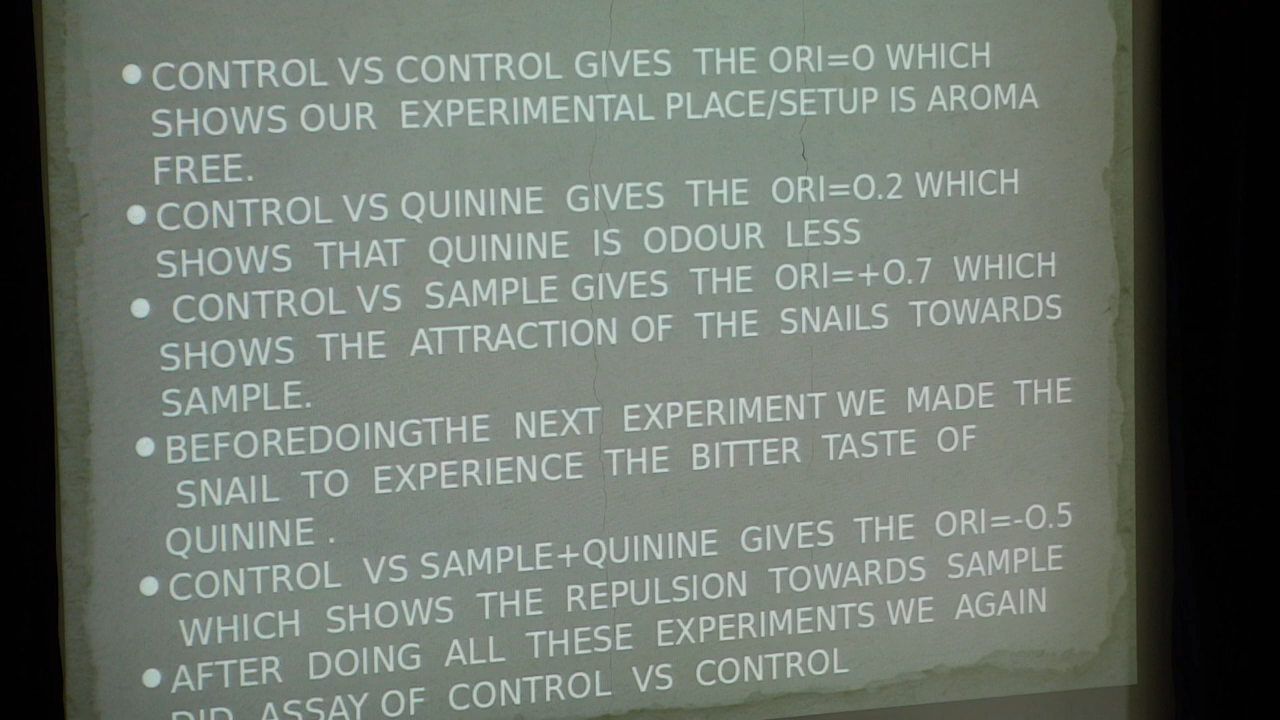 • CONTROL VS CONTROL GIVES THE ORI=O WHICH
SHOWS OUR EXPERIMENTAL PLACE/SETUP IS AROMA
FREE.
• CONTROL VS QUININE GIVES THE ORI=O.2 WHICH
SHOWS THAT QUININE IS ODOUR LESS
• CONTROL VS SAMPLE GIVES THE ORI=+O.7 WHICH
SHOWS THE ATTRACTION OF THE SNAILS TOWARDS
SAMPLE.
• BEFOREDOINGTHE NEXT EXPERIMENT WE MADE THE
SNAIL TO EXPERIENCE THE BITTER TASTE OF
QUININE .
• CONTROL VS SAMPLE+QUININE GIVES THE ORI=-O.5
WHICH SHOWS THE REPULSION TOWARDS SAMPLE
• AFTER DOING ALL THESE EXPERIMENTS WE AGAIN
DID ASSAY OF CONTROL VS CONTROL